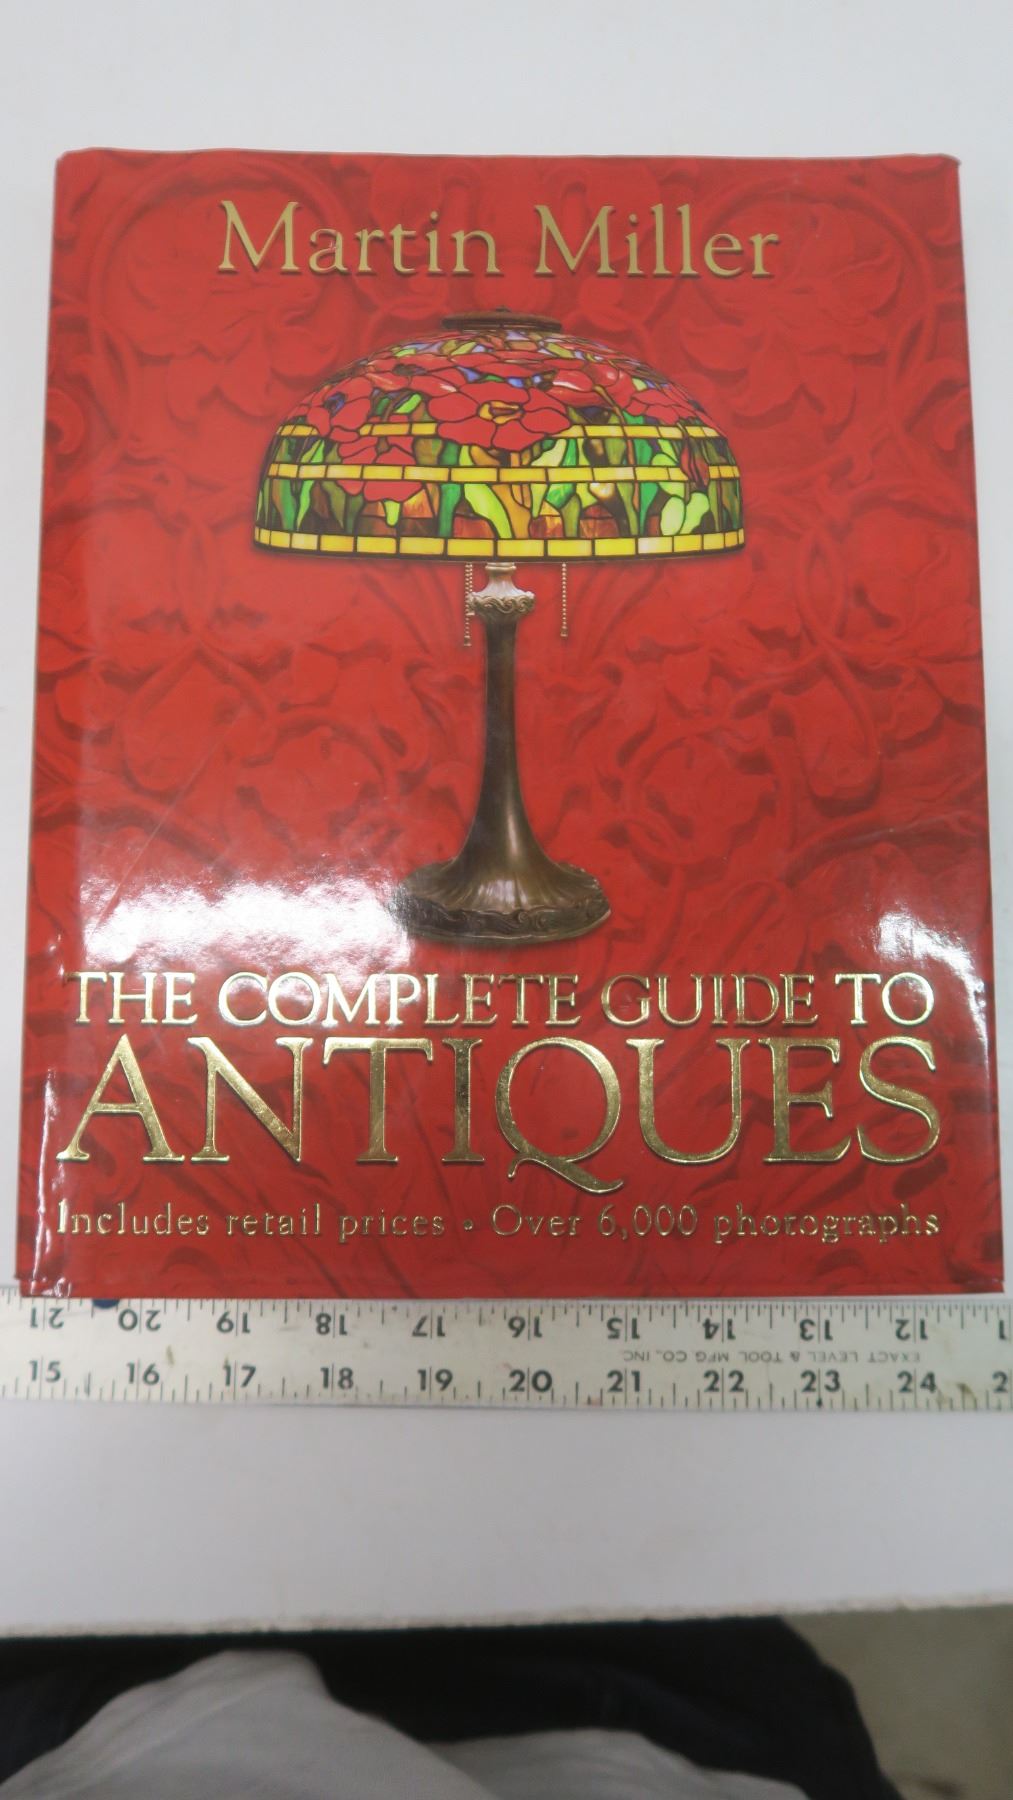 Martin Miller
THE COMPLETE GUIDE TO
ANTIQUES
Includes retail prices • Over 6,000 photographs
21 20 19 18 17 16 15 14 13 12
EXACT LEVEL & TOOL MFG. CO., INC.
15 16 17 18 19 20 21 22 23 24